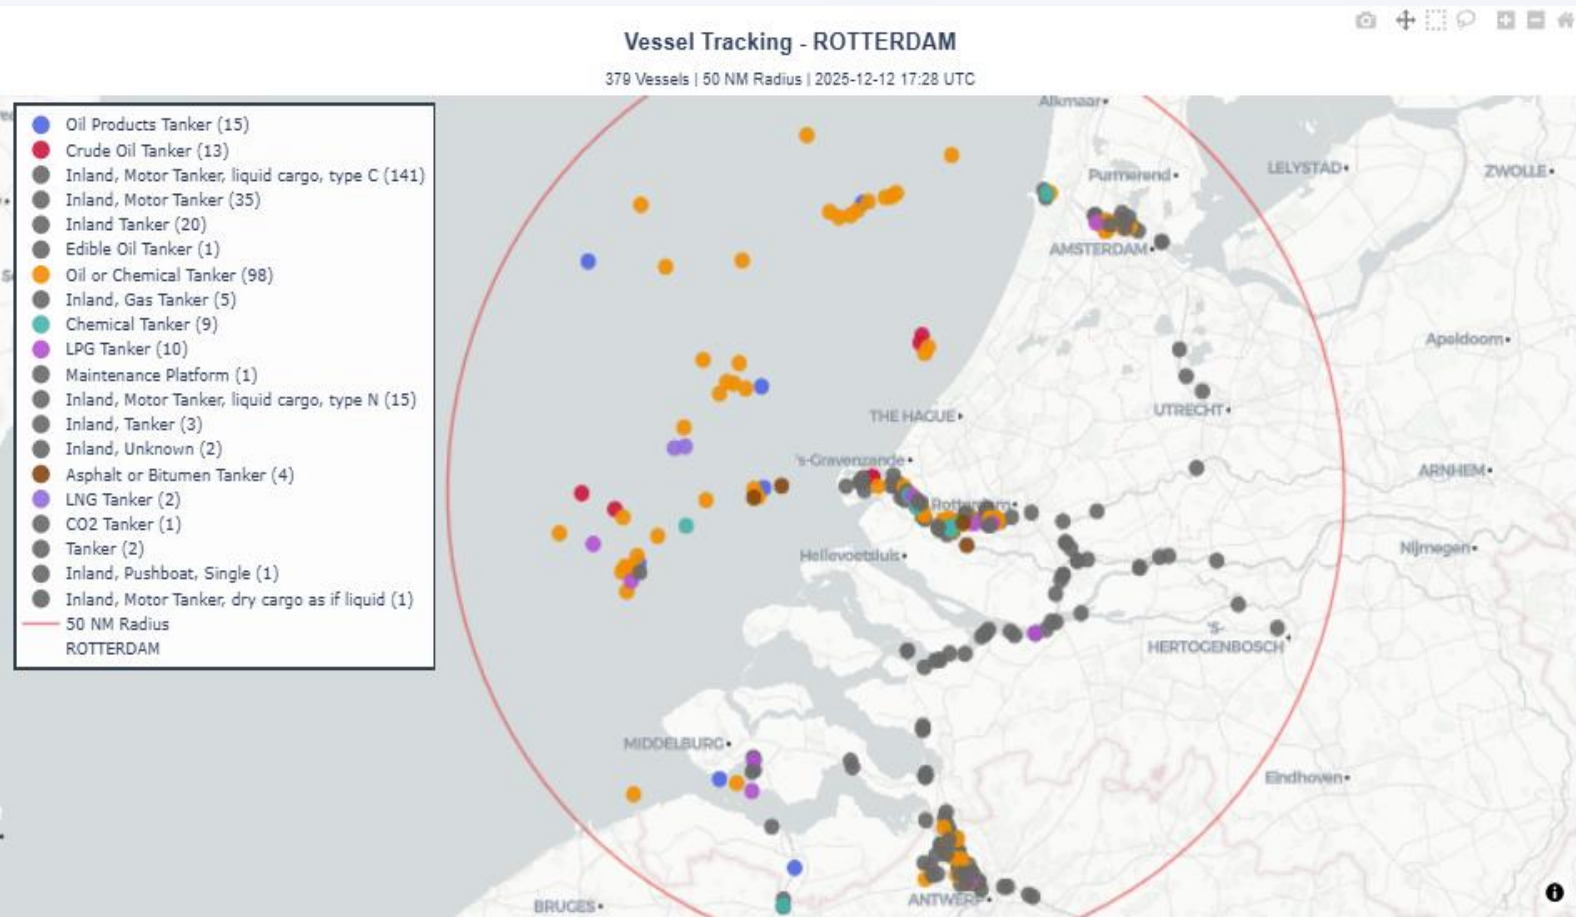 Vessel Tracking - ROTTERDAM
379 Vessels | 50 NM Radius | 2025-12-12 17:28 UTC
Oil Products Tanker (15)
Crude Oil Tanker (13)
Inland, Motor Tanker, liquid cargo, type C (141)
Inland, Motor Tanker (35)
Inland Tanker (20)
Edible Oil Tanker (1)
Oil or Chemical Tanker (98)
Inland, Gas Tanker (5)
Chemical Tanker (9)
LPG Tanker (10)
Maintenance Platform (1)
Inland, Motor Tanker, liquid cargo, type N (15)
Inland, Tanker (3)
Inland, Unknown (2)
Asphalt or Bitumen Tanker (4)
LNG Tanker (2)
CO2 Tanker (1)
Tanker (2)
Inland, Pushboat, Single (1)
Inland, Motor Tanker, dry cargo as if liquid (1)
50 NM Radius
ROTTERDAM
Alkmaar
Purmerend
LELYSTAD
ZWOLLE
AMSTERDAM
Apeldoorn
THE HAGUE
UTRECHT
's-Gravenzande
ARNHEM
Rotterdam
Hellevoetsluis
Nijmegen
'S-
HERTOGENBOSCH
MIDDELBURG
Eindhoven
BRUGES
ANTWERP